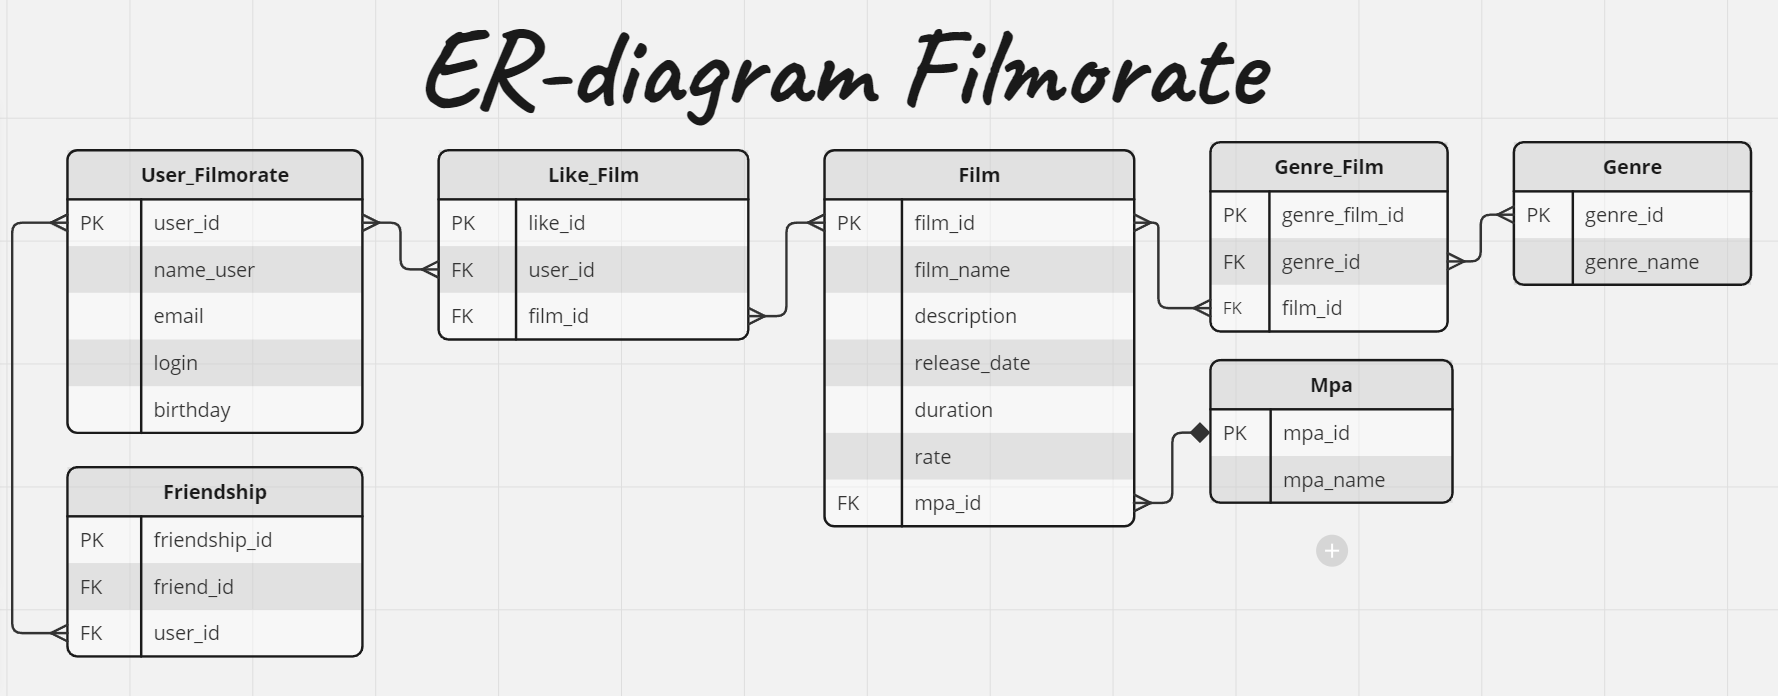 ER-diagram Filmorate
User_Filmorate
PK user_id
name_user
email
login
birthday
Friendship
PK friendship_id
FK friend_id
FK user_id
Like_Film
PK like_id
FK user_id
FK film_id
Film
PK film_id
film_name
description
release_date
duration
rate
FK mpa_id
Genre_Film
PK genre_film_id
FK genre_id
FK film_id
Mpa
PK mpa_id
mpa_name
Genre
PK genre_id
genre_name